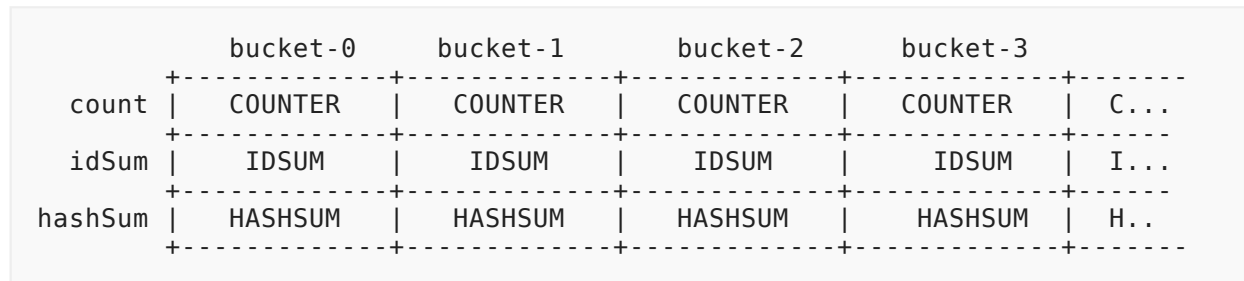 bucket-0     bucket-1       bucket-2      bucket-3
        +-------------+-------------+-------------+-------------+-------
  count |   COUNTER   |   COUNTER   |   COUNTER   |   COUNTER   |  C...
        +-------------+-------------+-------------+-------------+------
  idSum |    IDSUM    |    IDSUM    |    IDSUM    |     IDSUM   |  I...
        +-------------+-------------+-------------+-------------+------
hashSum |   HASHSUM   |   HASHSUM   |   HASHSUM   |    HASHSUM  |  H..
        +-------------+-------------+-------------+-------------+-------